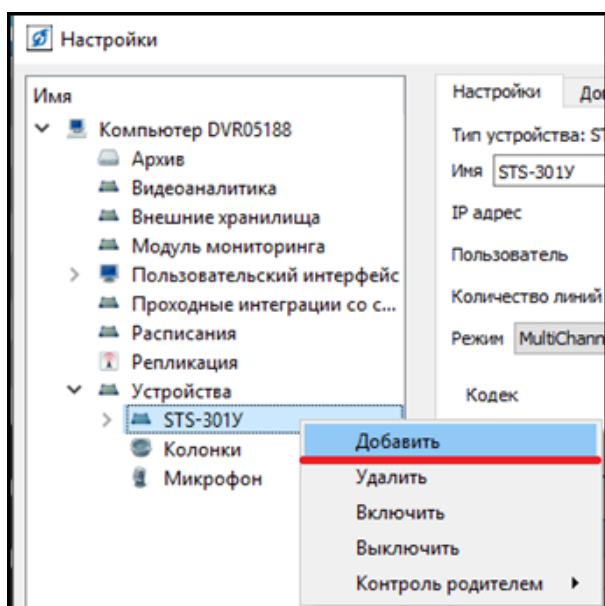 Настройки
Имя
Компьютер DVR05188
Архив
Видеоаналитика
Внешние хранилища
Модуль мониторинга
Пользовательский интерфейс
Проходные интеграции со с...
Расписания
Репликация
Устройства
STS-301У
Колонки
Микрофон
Настройки
Тип устройства:
Имя STS-301У
IP адрес
Пользователь
Количество линий
Режим
Кодек
Добавить
Удалить
Включить
Выключить
Контроль родителем